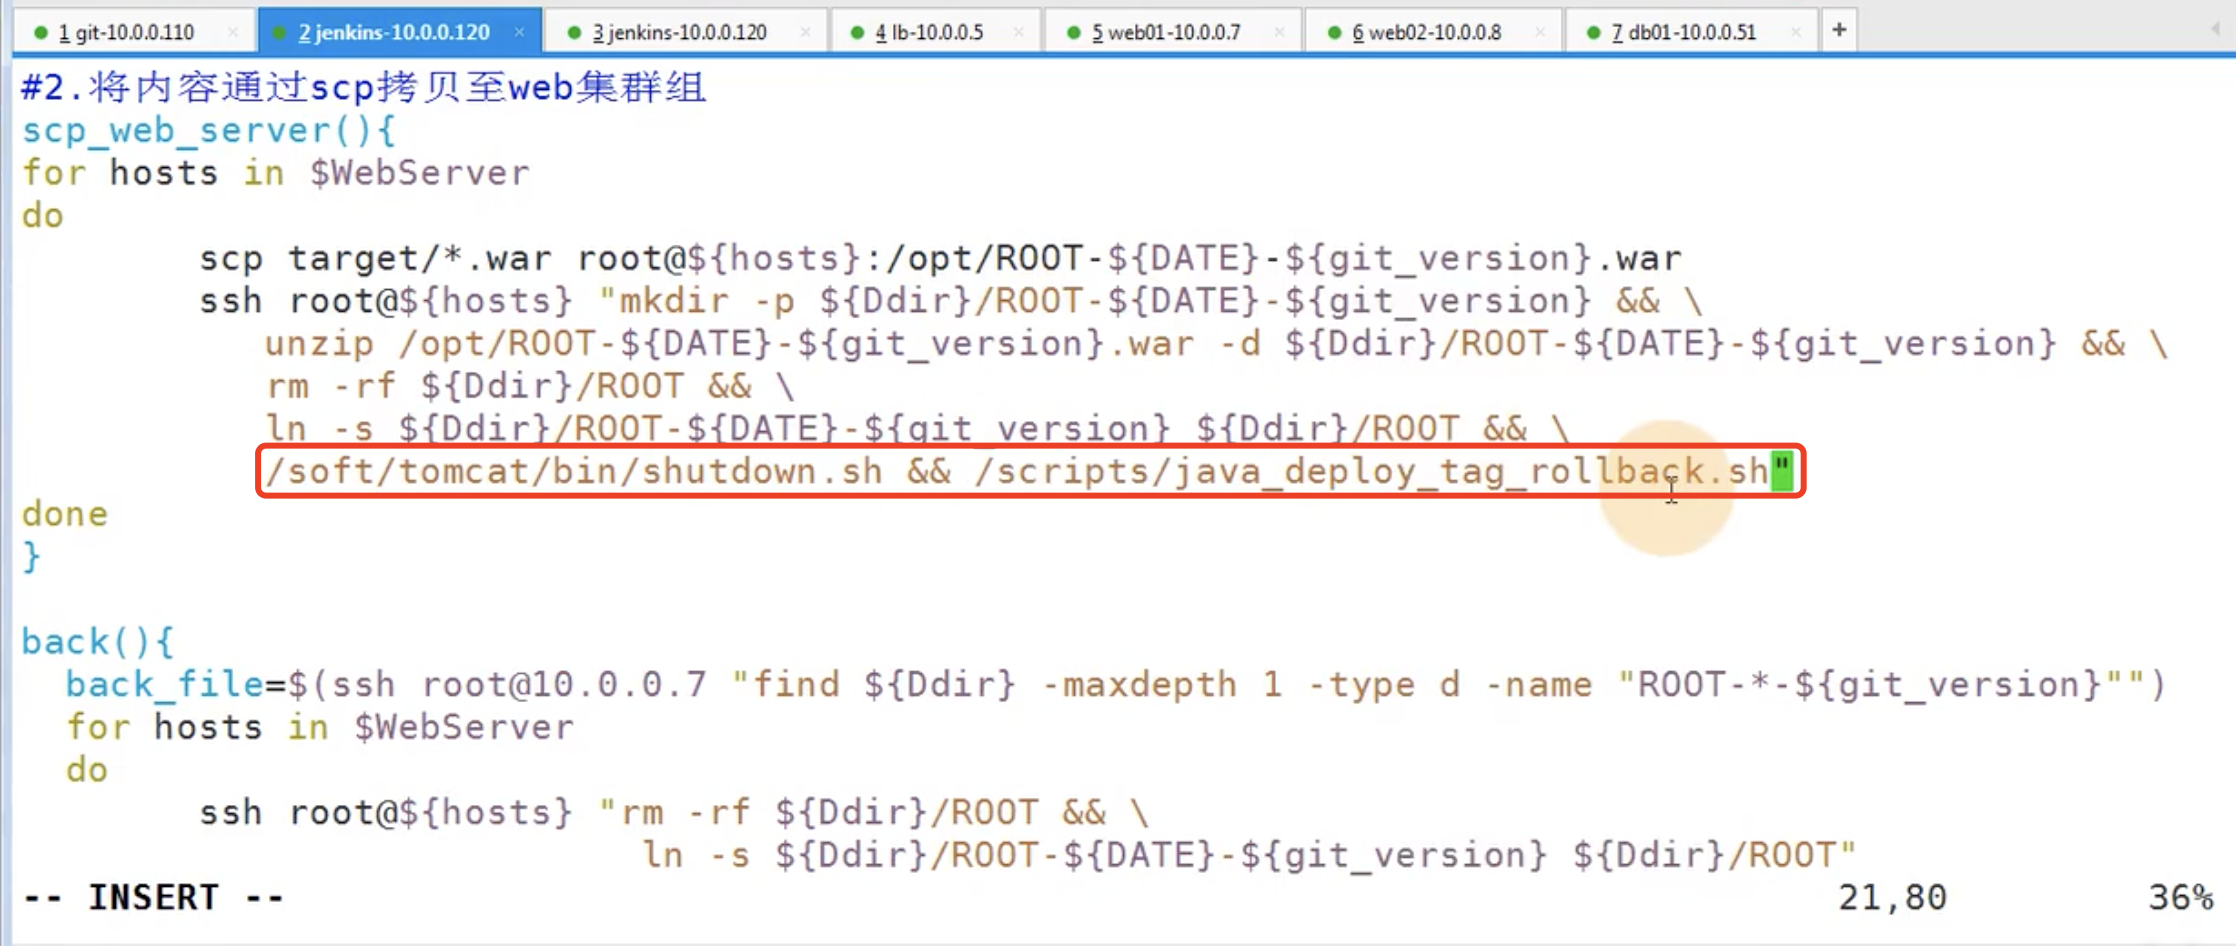 1 git-10.0.0.110 × 2 jenkins-10.0.0.120 × 3 jenkins-10.0.0.120 × 4 lb-10.0.0.5 × 5 web01-10.0.0.7 × 6 web02-10.0.0.8 × 7 db01-10.0.0.51 × +
#2.将内容通过scp拷贝至web集群组
scp_web_server(){
for hosts in $WebServer
do
        scp target/*.war root@${hosts}:/opt/ROOT-${DATE}-${git_version}.war
        ssh root@${hosts} "mkdir -p ${Ddir}/ROOT-${DATE}-${git_version} && \
           unzip /opt/ROOT-${DATE}-${git_version}.war -d ${Ddir}/ROOT-${DATE}-${git_version} && \
           rm -rf ${Ddir}/ROOT && \
           ln -s ${Ddir}/ROOT-${DATE}-${git_version} ${Ddir}/ROOT && \
           /soft/tomcat/bin/shutdown.sh && /scripts/java_deploy_tag_rollback.sh"
done
}
back(){
  back_file=$(ssh root@10.0.0.7 "find ${Ddir} -maxdepth 1 -type d -name "ROOT-*-${git_version}"")
  for hosts in $WebServer
  do
        ssh root@${hosts} "rm -rf ${Ddir}/ROOT && \
                            ln -s ${Ddir}/ROOT-${DATE}-${git_version} ${Ddir}/ROOT"
-- INSERT -- 21,80 36%